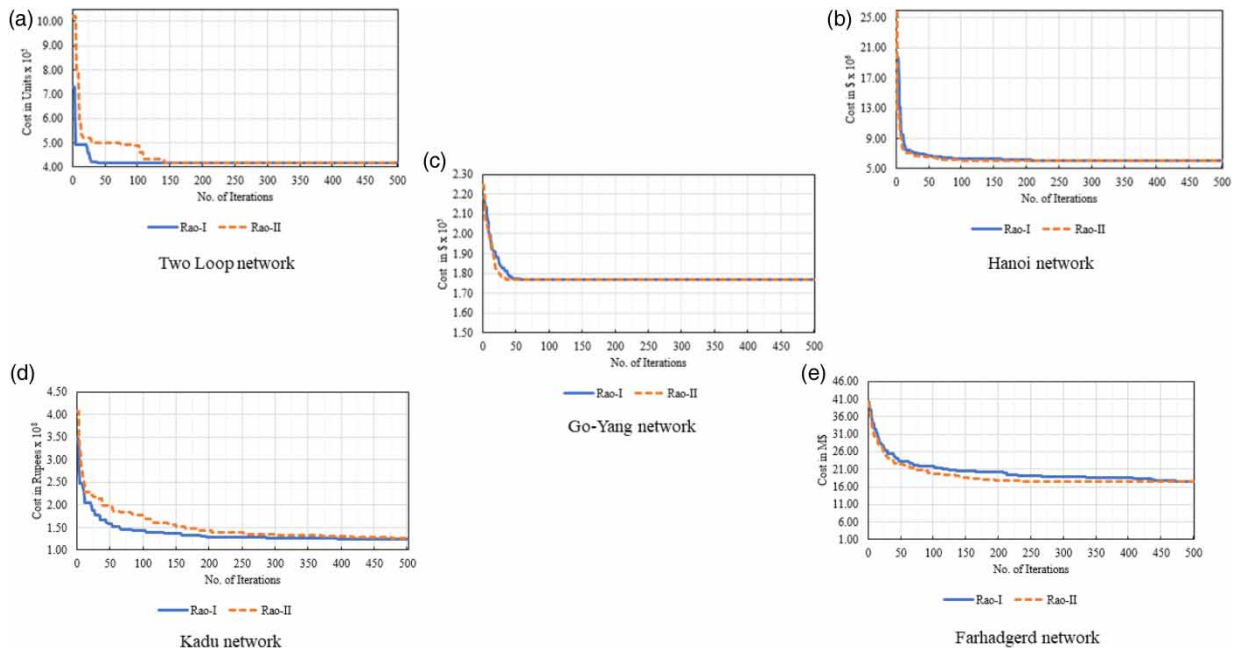 (a)
10.00
9.00
8.00
7.00
6.00
5.00
4.00
Cost in Units x 10⁵
0 50 100 150 200 250 300 350 400 450 500
No. of Iterations
Rao-I Rao-II
Two Loop network
(b)
25.00
21.00
17.00
13.00
9.00
5.00
Cost in $ x 10⁶
0 50 100 150 200 250 300 350 400 450 500
No. of Iterations
Rao-I Rao-II
Hanoi network
(c)
2.30
2.20
2.10
2.00
1.90
1.80
1.70
1.60
1.50
Cost in $ x 10⁵
0 50 100 150 200 250 300 350 400 450 500
No. of Iterations
Rao-I Rao-II
Go-Yang network
(d)
4.50
4.00
3.50
3.00
2.50
2.00
1.50
1.00
Cost in Rupees x 10⁸
0 50 100 150 200 250 300 350 400 450 500
No. of Iterations
Rao-I Rao-II
Kadu network
(e)
46.00
41.00
36.00
31.00
26.00
21.00
16.00
11.00
6.00
1.00
Cost in M$
0 50 100 150 200 250 300 350 400 450 500
No. of Iterations
Rao-I Rao-II
Farhadgerd network